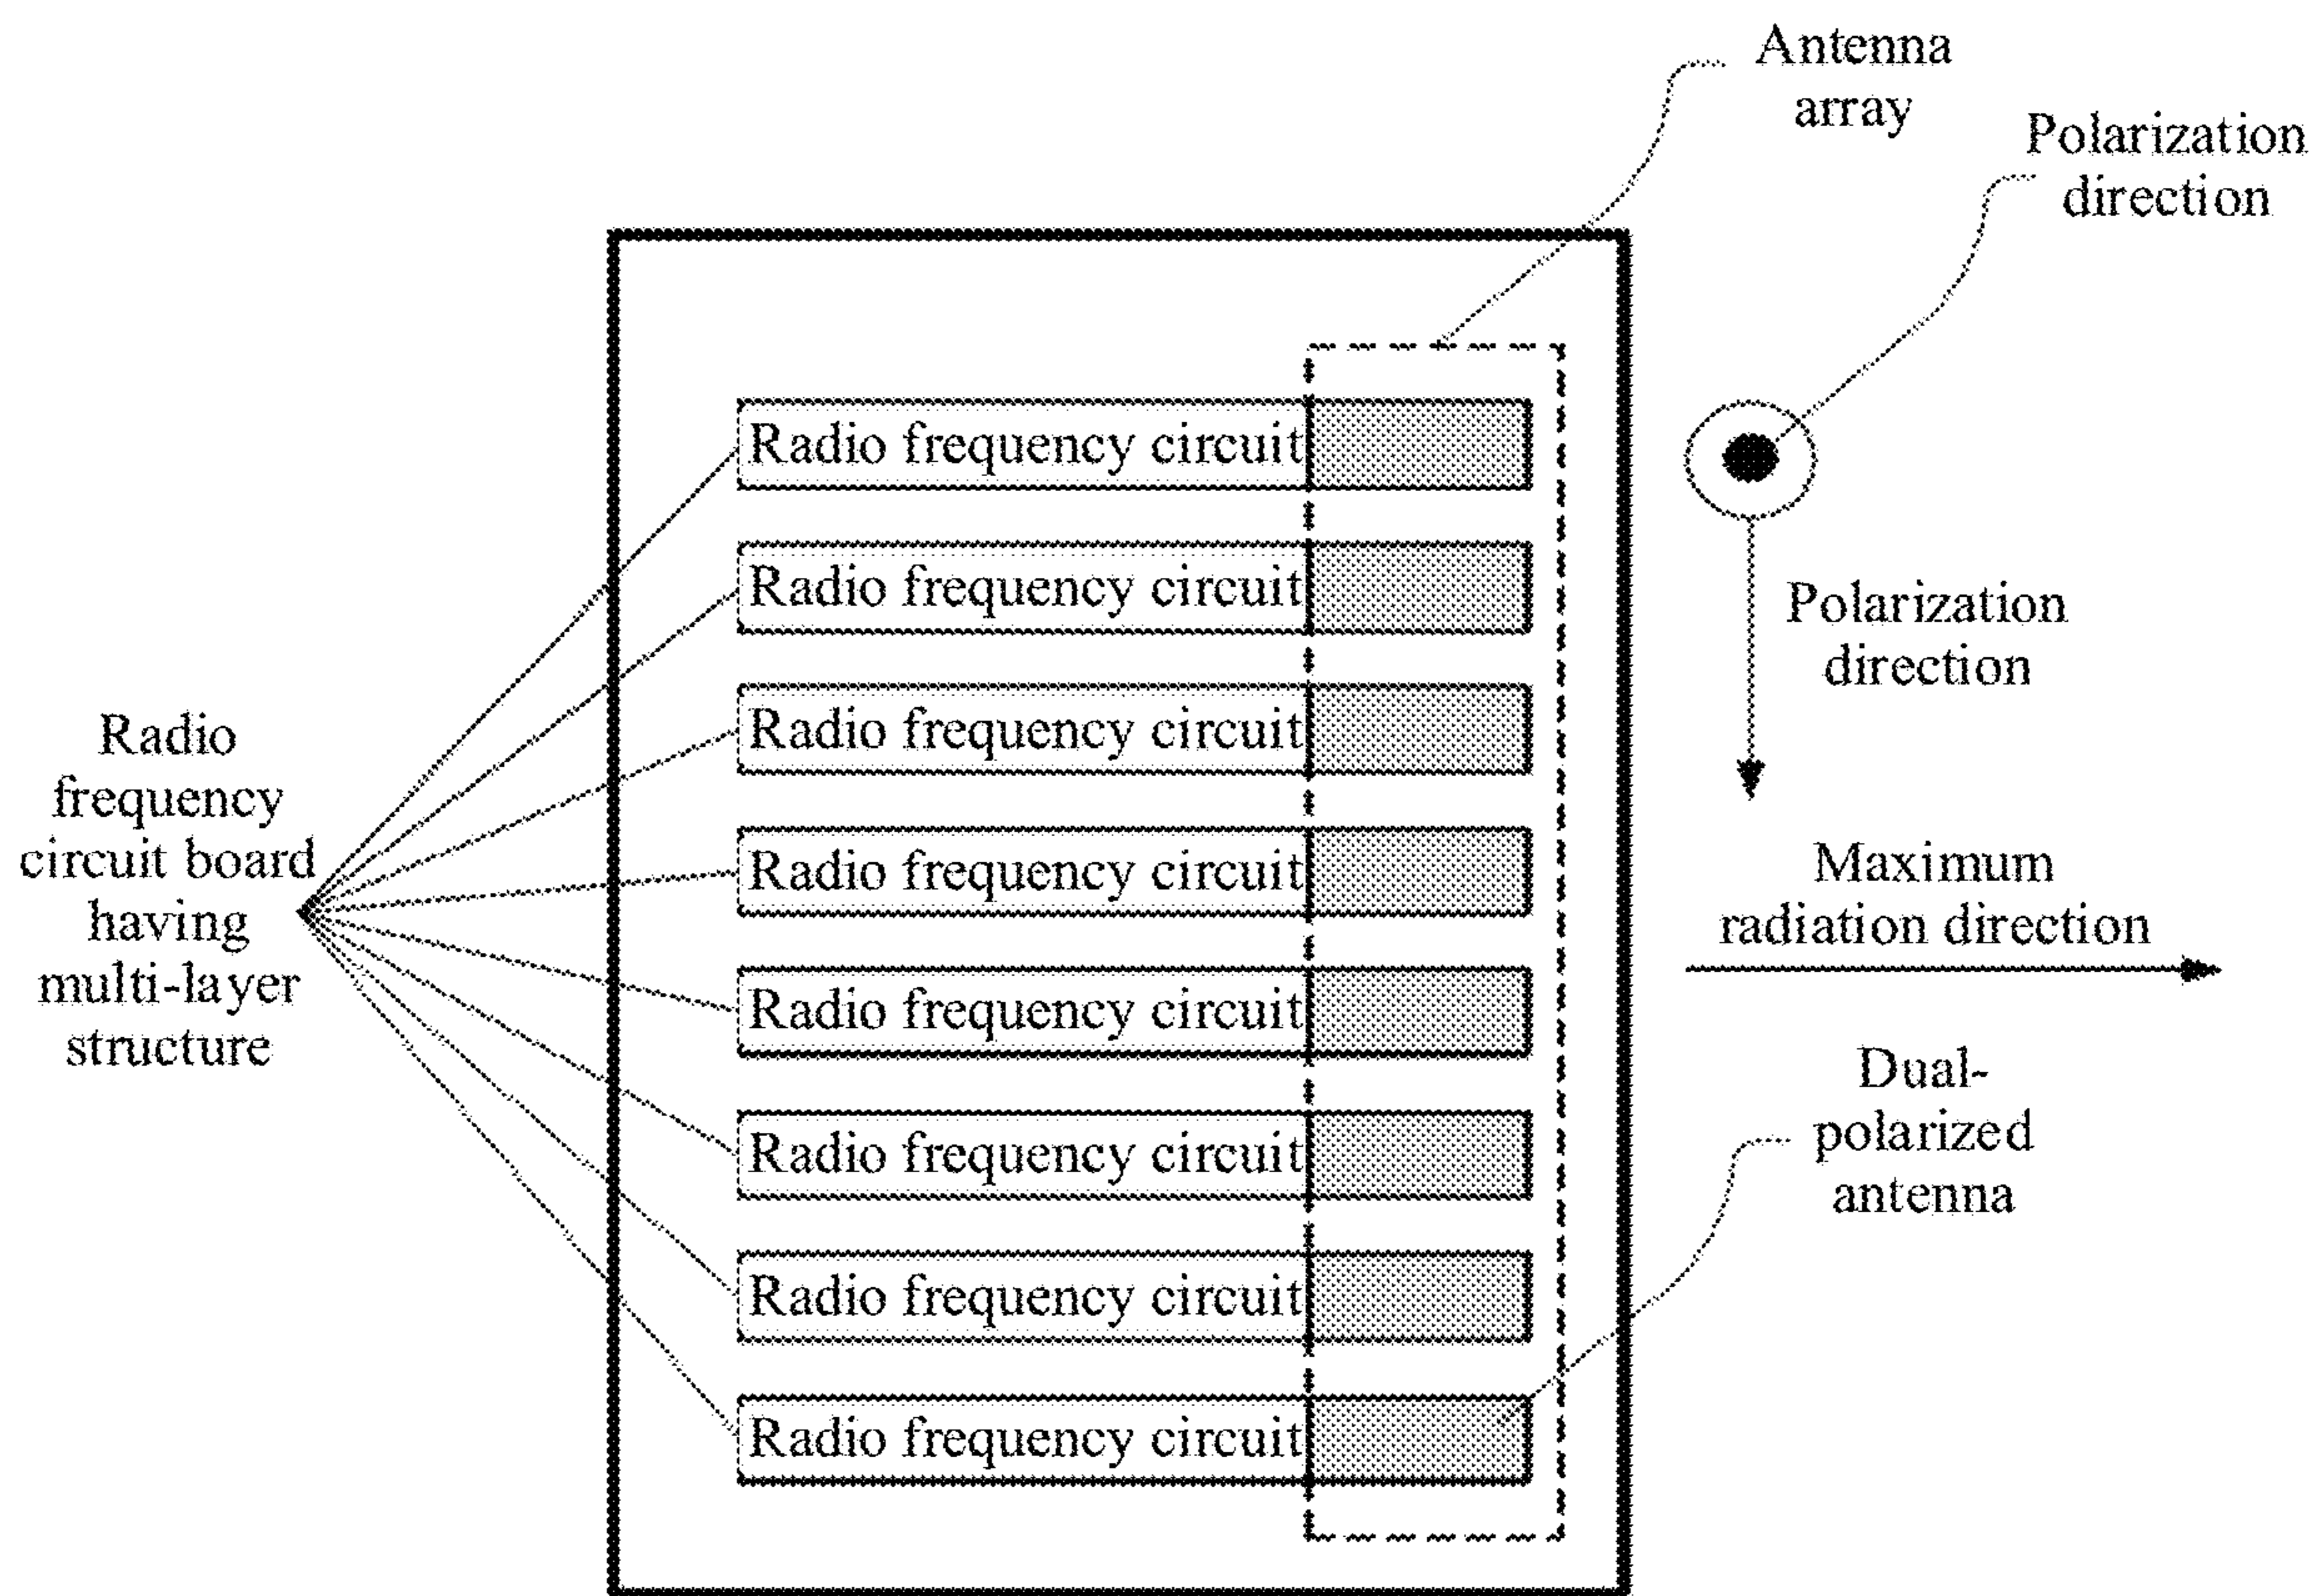 Antenna
array
Polarization
direction
Radio frequency circuit
Radio frequency circuit
Radio frequency circuit
Radio frequency circuit
Radio frequency circuit
Radio frequency circuit
Radio frequency circuit
Radio frequency circuit
Polarization
direction
Radio
frequency
circuit board
having
multi-layer
structure
Maximum
radiation direction
Dual-
polarized
antenna